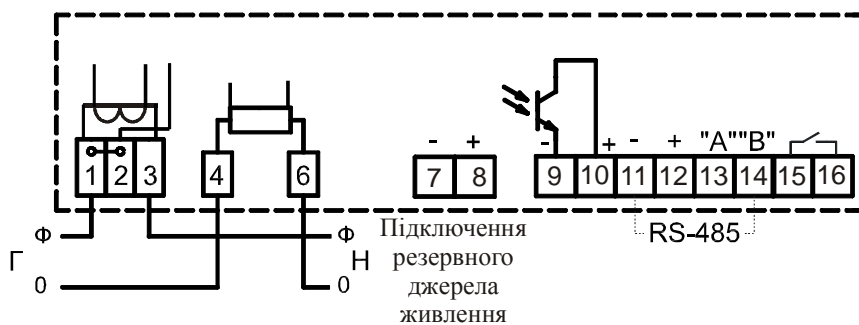 - + - + - + "A""B"
1 2 3 4 6 7 8 9 10 11 12 13 14 15 16
Ф Ф
Г Н
0 0
RS-485
Підключення
резервного
джерела
живлення